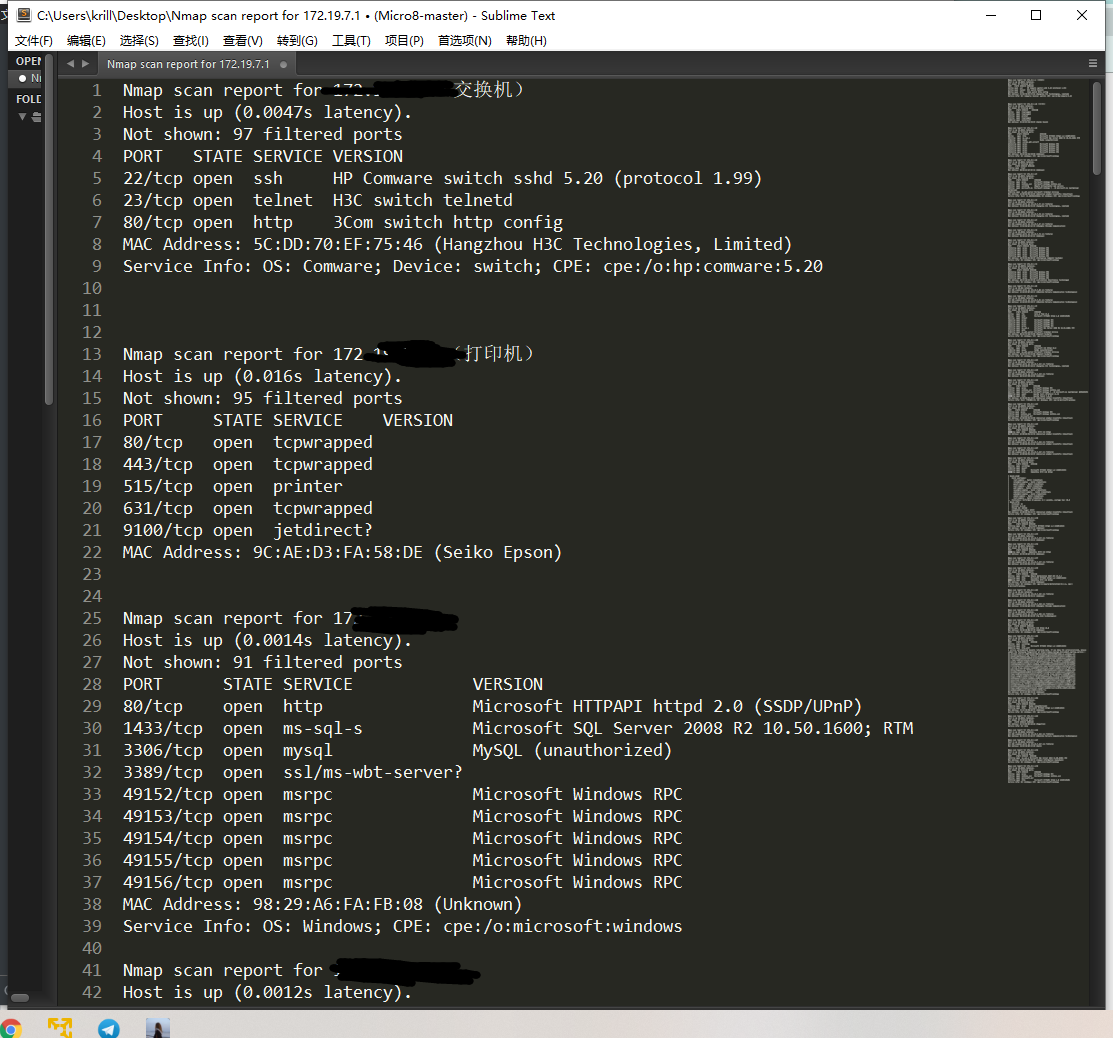 C:\Users\krill\Desktop\Nmap scan report for 172.19.7.1 • (Micro8-master) - Sublime Text
文件(F) 编辑(E) 选择(S) 查找(I) 查看(V) 转到(G) 工具(T) 项目(P) 首选项(N) 帮助(H)
OPEN
Nmap scan report for 172.19.7.1
FOLD
1 Nmap scan report for 172. 交换机）
2 Host is up (0.0047s latency).
3 Not shown: 97 filtered ports
4 PORT STATE SERVICE VERSION
5 22/tcp open ssh HP Comware switch sshd 5.20 (protocol 1.99)
6 23/tcp open telnet H3C switch telnetd
7 80/tcp open http 3Com switch http config
8 MAC Address: 5C:DD:70:EF:75:46 (Hangzhou H3C Technologies, Limited)
9 Service Info: OS: Comware; Device: switch; CPE: cpe:/o:hp:comware:5.20
10
11
12
13 Nmap scan report for 172 （打印机）
14 Host is up (0.016s latency).
15 Not shown: 95 filtered ports
16 PORT STATE SERVICE VERSION
17 80/tcp open tcpwrapped
18 443/tcp open tcpwrapped
19 515/tcp open printer
20 631/tcp open tcpwrapped
21 9100/tcp open jetdirect?
22 MAC Address: 9C:AE:D3:FA:58:DE (Seiko Epson)
23
24
25 Nmap scan report for 17
26 Host is up (0.0014s latency).
27 Not shown: 91 filtered ports
28 PORT STATE SERVICE VERSION
29 80/tcp open http Microsoft HTTPAPI httpd 2.0 (SSDP/UPnP)
30 1433/tcp open ms-sql-s Microsoft SQL Server 2008 R2 10.50.1600; RTM
31 3306/tcp open mysql MySQL (unauthorized)
32 3389/tcp open ssl/ms-wbt-server?
33 49152/tcp open msrpc Microsoft Windows RPC
34 49153/tcp open msrpc Microsoft Windows RPC
35 49154/tcp open msrpc Microsoft Windows RPC
36 49155/tcp open msrpc Microsoft Windows RPC
37 49156/tcp open msrpc Microsoft Windows RPC
38 MAC Address: 98:29:A6:FA:FB:08 (Unknown)
39 Service Info: OS: Windows; CPE: cpe:/o:microsoft:windows
40
41 Nmap scan report for
42 Host is up (0.0012s latency).